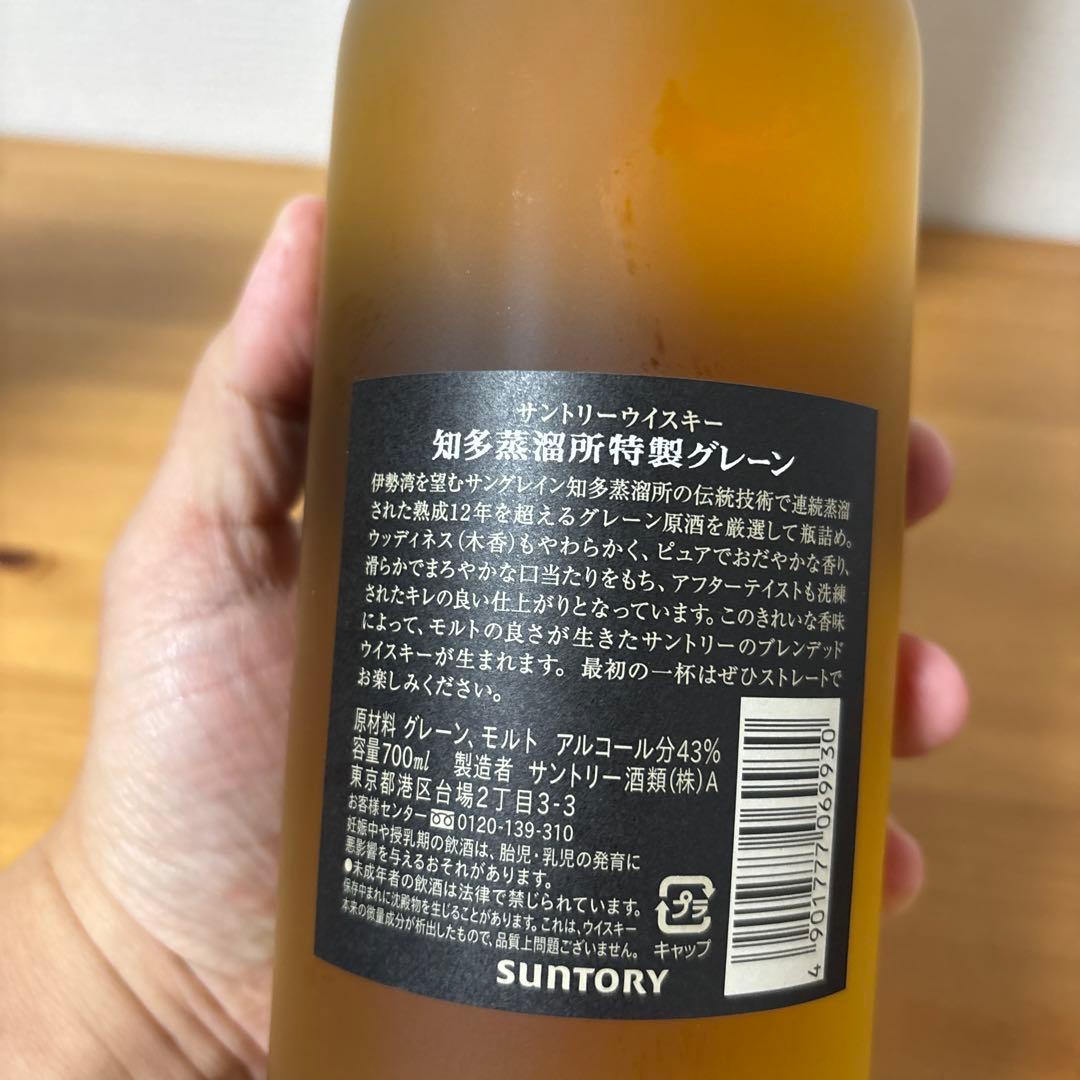 サントリーウイスキー
知多蒸溜所特製グレーン
伊勢湾を望むサングレイン知多蒸溜所の伝統技術で連続蒸溜
された熟成12年を超えるグレーン原酒を厳選して瓶詰め。
ウッディネス(木香)もやわらかく、ピュアでおだやかな香り、
滑らかでまろやかな口当たりをもち、アフターテイストも洗練
されたキレの良い仕上がりとなっています。このきれいな香味
によって、モルトの良さが生きたサントリーのブレンデッド
ウイスキーが生まれます。最初の一杯はぜひストレートで
お楽しみください。
原材料 グレーン、モルト アルコール分43%
容量700ml 製造者 サントリー酒類(株)A
東京都港区台場2丁目3-3
お客様センター 0120-139-310
妊娠中や授乳期の飲酒は、胎児・乳児の発育に
悪影響を与えるおそれがあります。
●未成年者の飲酒は法律で禁じられています。
保存中まれに沈殿物を生じることがあります。これは、ウイスキー
本来の微量成分が析出したもので、品質上問題ございません。
プラ
キャップ
4901777069930
SUNTORY